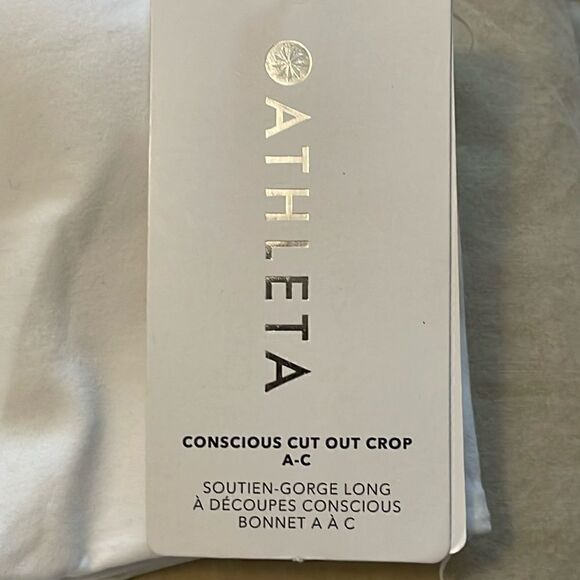 ATHLETA
CONSCIOUS CUT OUT CROP
A-C
SOUTIEN-GORGE LONG
À DÉCOUPES CONSCIOUS
BONNET A À C